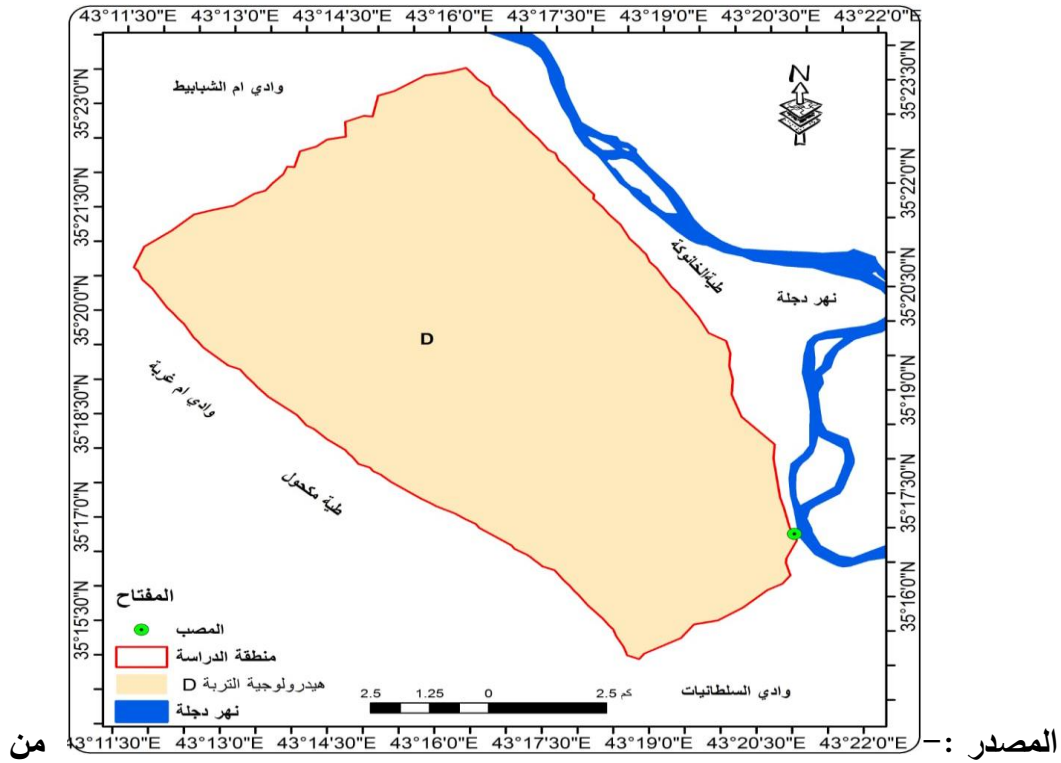 43°11'30"E 43°13'0"E 43°14'30"E 43°16'0"E 43°17'30"E 43°19'0"E 43°20'30"E 43°22'0"E
35°23'0"N
35°21'30"N
35°20'0"N
35°18'30"N
35°17'0"N
35°15'30"N
35°23'30"N
35°22'0"N
35°20'30"N
35°19'0"N
35°17'30"N
35°16'0"N
N
وادي ام الشبابيط
طية الخانوكة
نهر دجلة
D
وادي ام غربة
طية مكحول
وادي السلطانيات
المفتاح
المصب
منطقة الدراسة
هيدرولوجية التربة D
نهر دجلة
2.5 1.25 0 2.5 كم
43°11'30"E 43°13'0"E 43°14'30"E 43°16'0"E 43°17'30"E 43°19'0"E 43°20'30"E 43°22'0"E
المصدر :- من